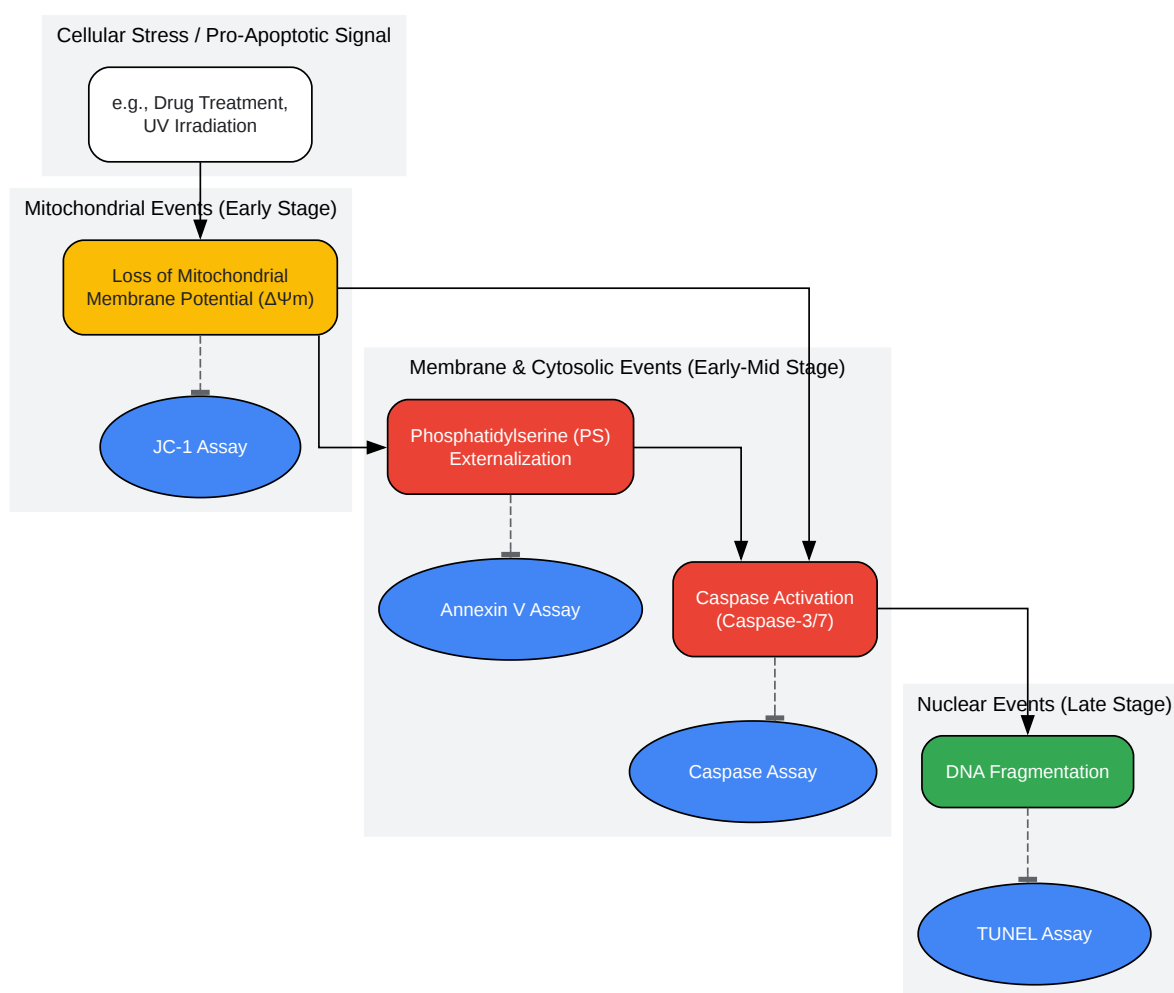 Cellular Stress / Pro-Apoptotic Signal
e.g., Drug Treatment,
UV Irradiation
Mitochondrial Events (Early Stage)
Loss of Mitochondrial
Membrane Potential (ΔΨm)
JC-1 Assay
Membrane & Cytosolic Events (Early-Mid Stage)
Phosphatidylserine (PS)
Externalization
Annexin V Assay
Caspase Activation
(Caspase-3/7)
Caspase Assay
Nuclear Events (Late Stage)
DNA Fragmentation
TUNEL Assay